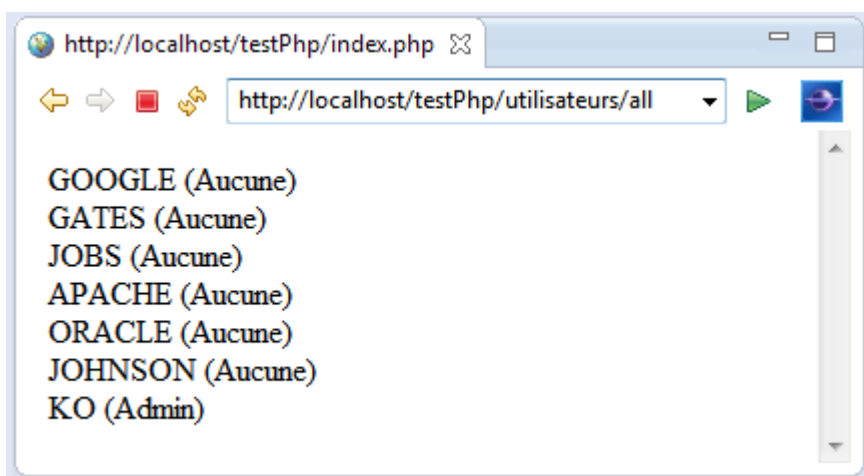 http://localhost/testPhp/index.php
http://localhost/testPhp/utilisateurs/all
GOOGLE (Aucune)
GATES (Aucune)
JOBS (Aucune)
APACHE (Aucune)
ORACLE (Aucune)
JOHNSON (Aucune)
KO (Admin)